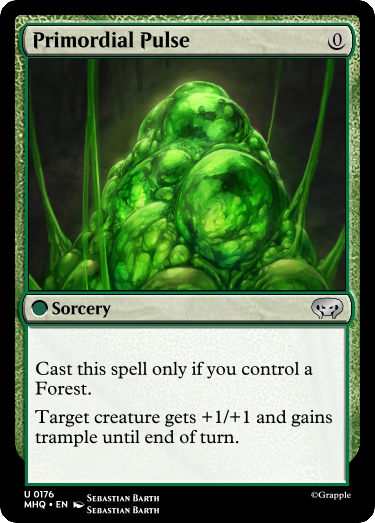 Primordial Pulse 0
Sorcery
Cast this spell only if you control a
Forest.
Target creature gets +1/+1 and gains
trample until end of turn.
U 0176
MHQ • EN Sebastian Barth
Sebastian Barth
©Grapple